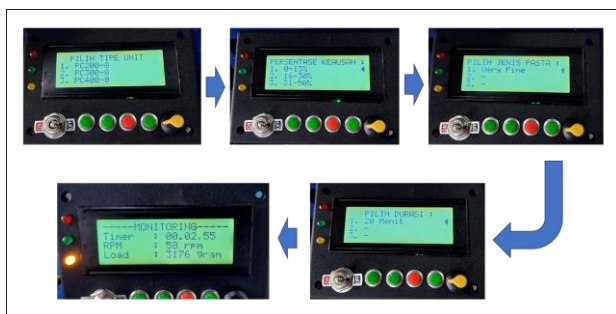 PILIH TIPE UNIT
1. PC200-8
2. PC300-8
3. PC400-8
PERSENTASE KEAUSAN :
1. 0-15%
2. 16-30%
3. 31-50%
PILIH JENIS PASTA :
1. Very Fine
2. -
3. -
PILIH DURASI :
1. 20 Menit
2. -
3. -
-----MONITORING-----
Timer : 00.02.55
RPM : 58 rpm
Load : 3176 gram